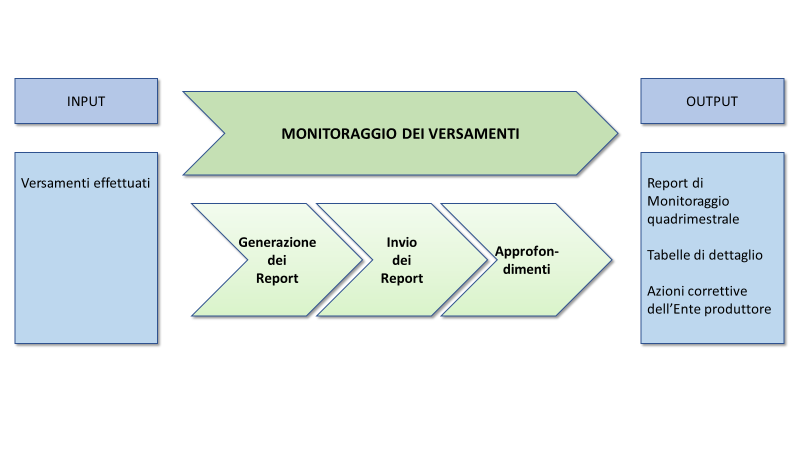 INPUT
Versamenti effettuati
MONITORAGGIO DEI VERSAMENTI
Generazione
dei
Report
Invio
dei
Report
Approfon-
dimenti
OUTPUT
Report di
Monitoraggio
quadrimestrale
Tabelle di dettaglio
Azioni correttive
dell’Ente produttore